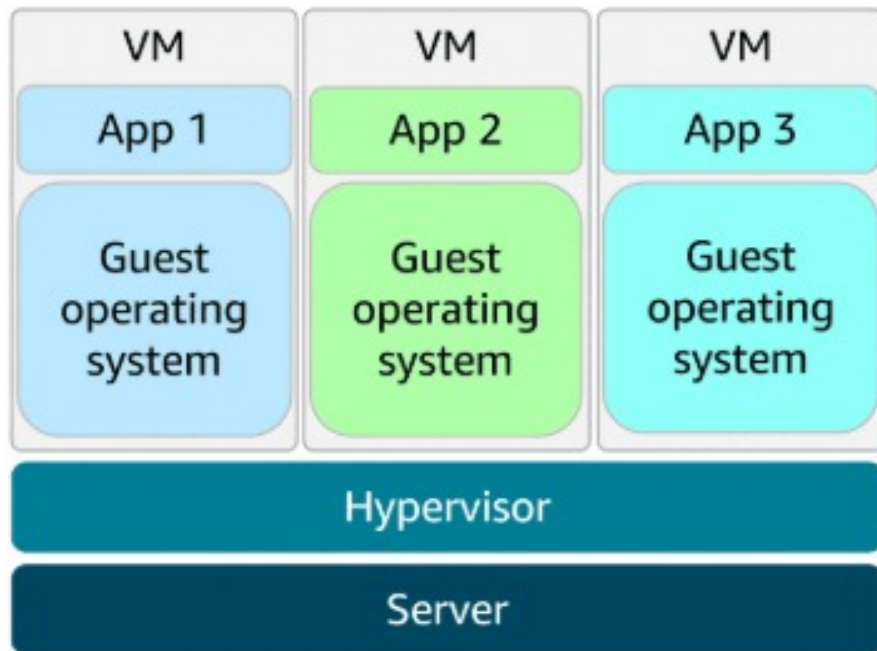 VM
App 1
Guest
operating
system
VM
App 2
Guest
operating
system
VM
App 3
Guest
operating
system
Hypervisor
Server